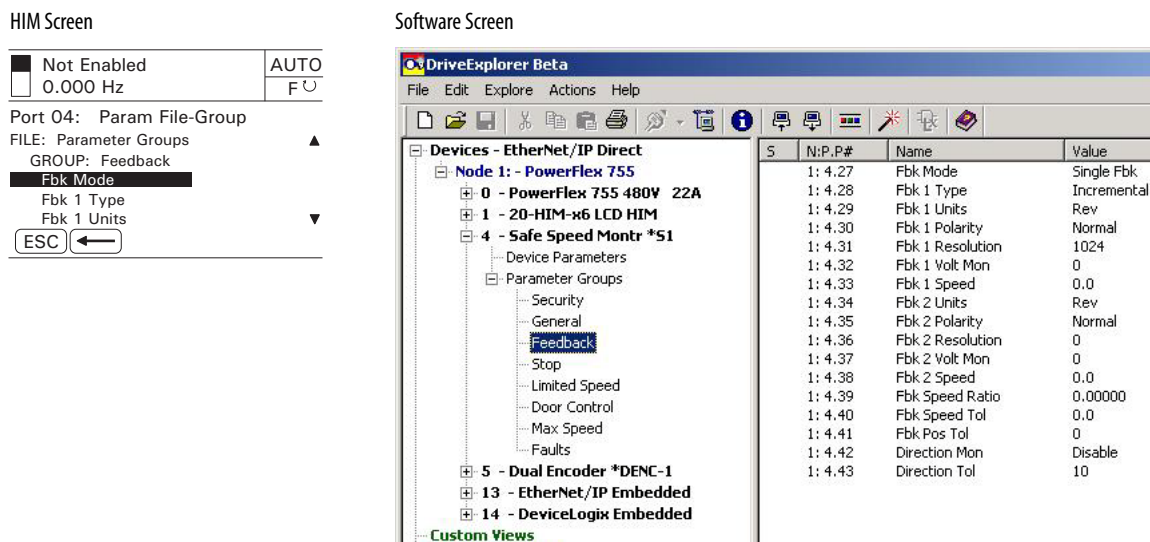 HIM Screen
Not Enabled
AUTO
0.000 Hz
F
Port 04: Param File-Group
FILE: Parameter Groups
GROUP: Feedback
Fbk Mode
Fbk 1 Type
Fbk 1 Units
ESC
Software Screen
DriveExplorer Beta
File Edit Explore Actions Help
Devices - EtherNet/IP Direct
Node 1: - PowerFlex 755
0 - PowerFlex 755 480V 22A
1 - 20-HIM-x6 LCD HIM
4 - Safe Speed Montr *S1
Device Parameters
Parameter Groups
Security
General
Feedback
Stop
Limited Speed
Door Control
Max Speed
Faults
5 - Dual Encoder *DENC-1
13 - EtherNet/IP Embedded
14 - DeviceLogix Embedded
Custom Views
S N:P.P# Name Value
1: 4.27 Fbk Mode Single Fbk
1: 4.28 Fbk 1 Type Incremental
1: 4.29 Fbk 1 Units Rev
1: 4.30 Fbk 1 Polarity Normal
1: 4.31 Fbk 1 Resolution 1024
1: 4.32 Fbk 1 Volt Mon 0
1: 4.33 Fbk 1 Speed 0.0
1: 4.34 Fbk 2 Units Rev
1: 4.35 Fbk 2 Polarity Normal
1: 4.36 Fbk 2 Resolution 0
1: 4.37 Fbk 2 Volt Mon 0
1: 4.38 Fbk 2 Speed 0.0
1: 4.39 Fbk Speed Ratio 0.00000
1: 4.40 Fbk Speed Tol 0.0
1: 4.41 Fbk Pos Tol 0
1: 4.42 Direction Mon Disable
1: 4.43 Direction Tol 10